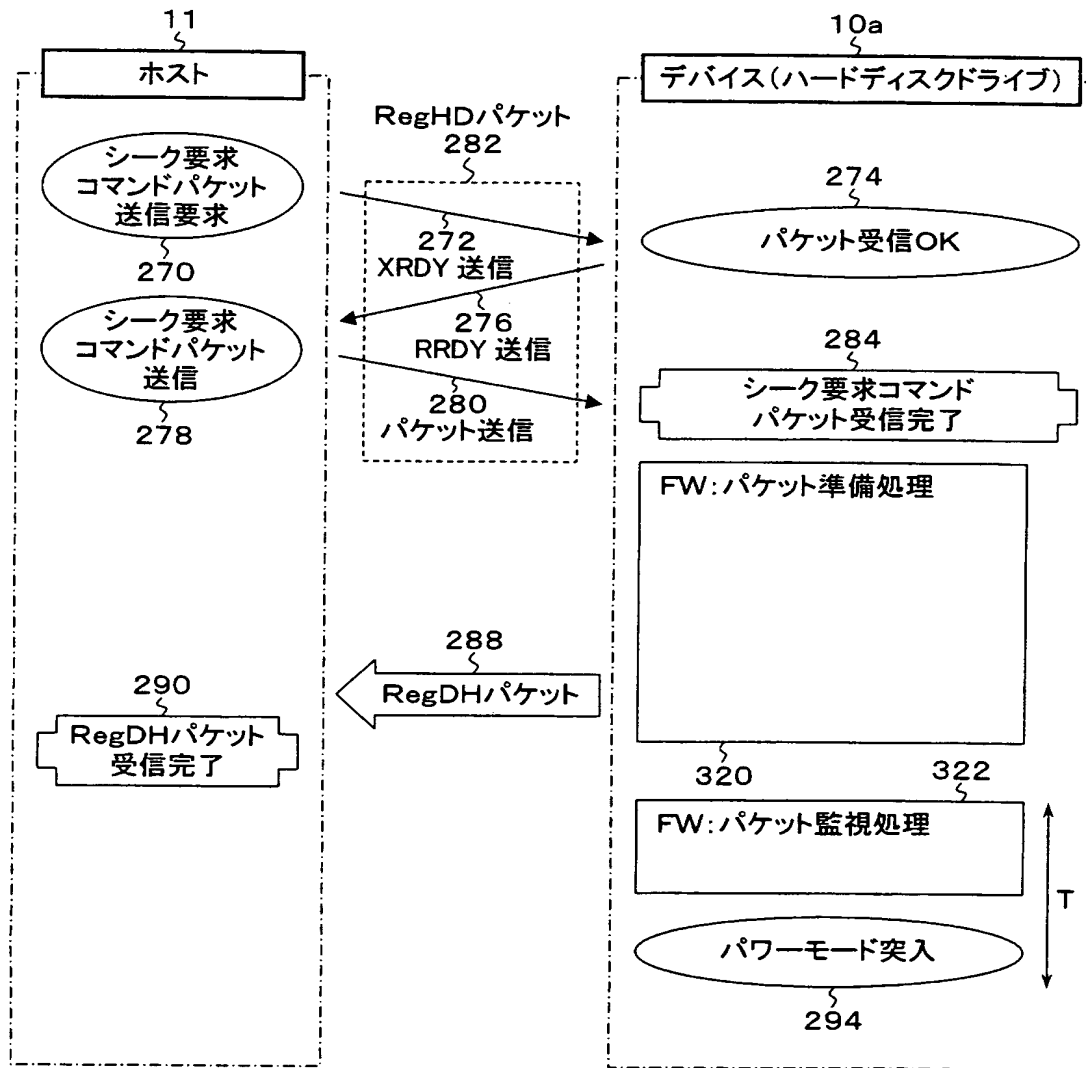 11
ホスト
10a
デバイス(ハードディスクドライブ)
RegHDパケット
282
シーク要求
コマンドパケット
送信要求
270
272
XRDY 送信
274
パケット受信OK
276
RRDY 送信
シーク要求
コマンドパケット
送信
278
280
パケット送信
284
シーク要求コマンド
パケット受信完了
FW:パケット準備処理
288
RegDHパケット
290
RegDHパケット
受信完了
320
322
FW:パケット監視処理
T
パワーモード突入
294